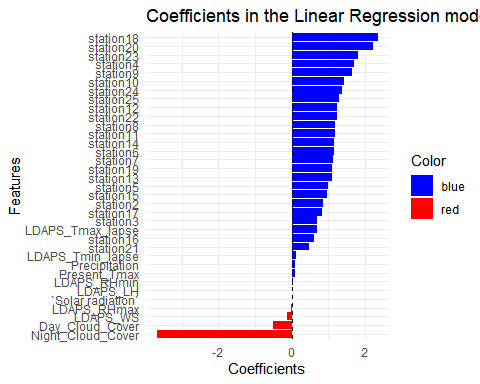 Coefficients in the Linear Regression mode
station18
station20
station23
station4
station9
station10
station24
station25
station12
station22
station8
station11
station14
station6
station7
station19
station13
station5
station15
station2
station17
station3
LDAPS_Tmax_lapse
station16
station21
LDAPS_Tmin_lapse
Precipitation
Present_Tmax
LDAPS_RHmin
LDAPS_LH
`Solar radiation`
LDAPS_RHmax
LDAPS_WS
Day_Cloud_Cover
Night_Cloud_Cover
Features
-2 0 2
Coefficients
Color
blue
red